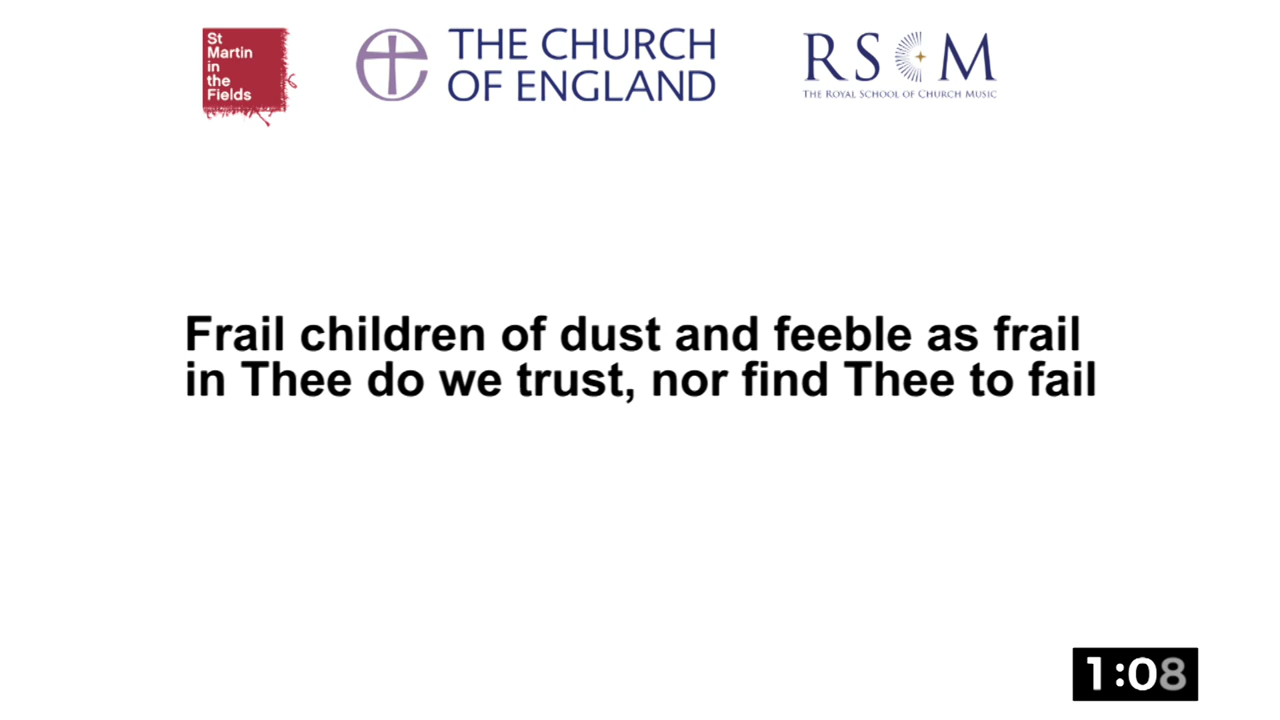 St
Martin
in
the
Fields
THE CHURCH
OF ENGLAND
RSCM
THE ROYAL SCHOOL OF CHURCH MUSIC
Frail children of dust and feeble as frail
in Thee do we trust, nor find Thee to fail
1:08